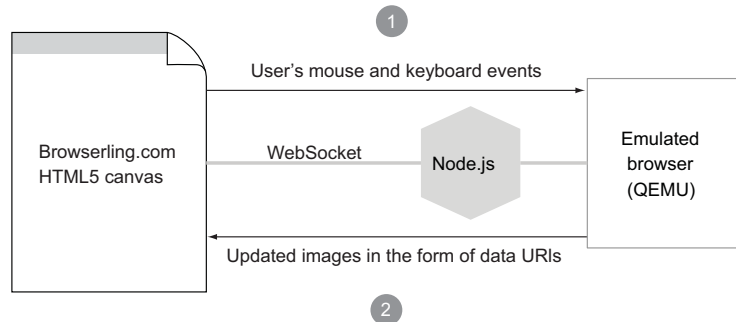 1
User's mouse and keyboard events
Browserling.com
HTML5 canvas
WebSocket
Node.js
Emulated
browser
(QEMU)
Updated images in the form of data URIs
2